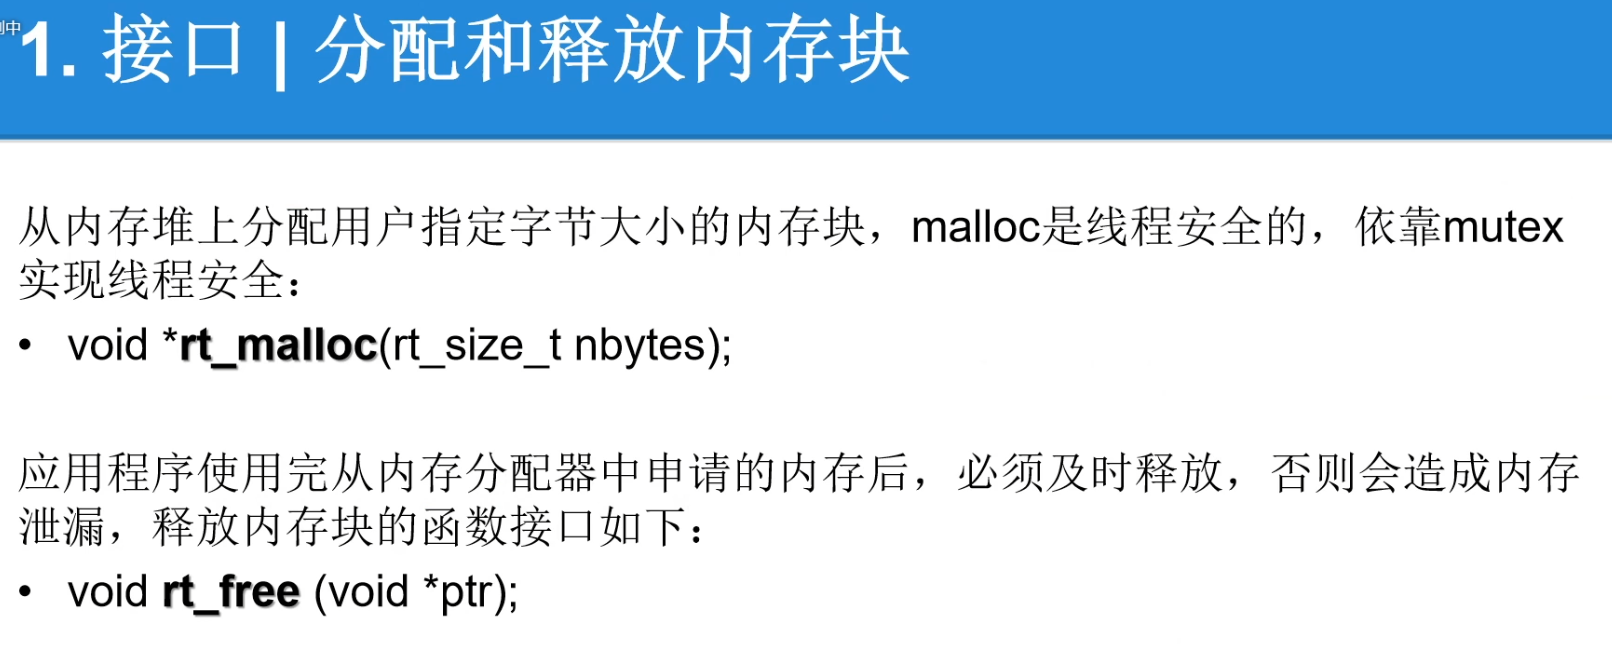 1. 接口 | 分配和释放内存块
从内存堆上分配用户指定字节大小的内存块，malloc是线程安全的，依靠mutex
实现线程安全：
• void *rt_malloc(rt_size_t nbytes);
应用程序使用完从内存分配器中申请的内存后，必须及时释放，否则会造成内存
泄漏，释放内存块的函数接口如下：
• void rt_free (void *ptr);